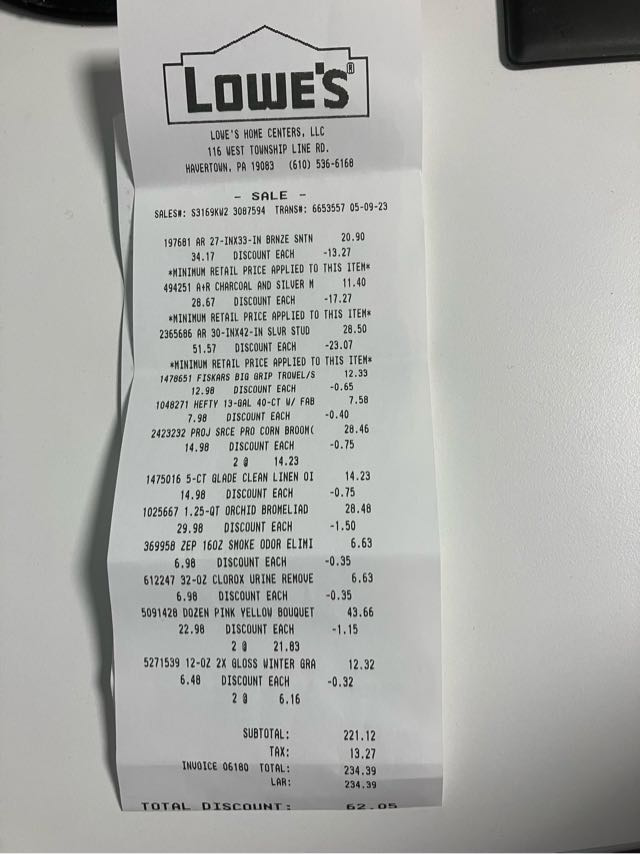 LOWE'S®
LOWE'S HOME CENTERS, LLC
116 WEST TOWNSHIP LINE RD.
HAVERTOWN, PA 19083 (610) 536-6168
- SALE -
SALES#: S3169KW2 3087594 TRANS#: 6653557 05-09-23
197681 AR 27-INX33-IN BRNZE SNTN 20.90
34.17 DISCOUNT EACH -13.27
*MINIMUM RETAIL PRICE APPLIED TO THIS ITEM*
494251 A+R CHARCOAL AND SILVER M 11.40
28.67 DISCOUNT EACH -17.27
*MINIMUM RETAIL PRICE APPLIED TO THIS ITEM*
2365686 AR 30-INX42-IN SLVR STUD 28.50
51.57 DISCOUNT EACH -23.07
*MINIMUM RETAIL PRICE APPLIED TO THIS ITEM*
1478651 FISKARS BIG GRIP TROWEL/S 12.33
12.98 DISCOUNT EACH -0.65
1048271 HEFTY 13-GAL 40-CT W/ FAB 7.58
7.98 DISCOUNT EACH -0.40
2423232 PROJ SRCE PRO CORN BROOM( 28.46
14.98 DISCOUNT EACH -0.75
2 @ 14.23
1475016 5-CT GLADE CLEAN LINEN OI 14.23
14.98 DISCOUNT EACH -0.75
1025667 1.25-QT ORCHID BROMELIAD 28.48
29.98 DISCOUNT EACH -1.50
369958 ZEP 16OZ SMOKE ODOR ELIMI 6.63
6.98 DISCOUNT EACH -0.35
612247 32-OZ CLOROX URINE REMOVE 6.63
6.98 DISCOUNT EACH -0.35
5091428 DOZEN PINK YELLOW BOUQUET 43.66
22.98 DISCOUNT EACH -1.15
2 @ 21.83
5271539 12-OZ 2X GLOSS WINTER GRA 12.32
6.48 DISCOUNT EACH -0.32
2 @ 6.16
SUBTOTAL: 221.12
TAX: 13.27
INVOICE 06180 TOTAL: 234.39
LAR: 234.39
TOTAL DISCOUNT: 62.05